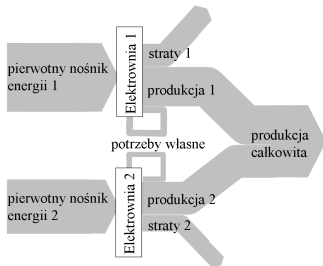 straty 1
pierwotny nośnik
energii 1
Elektrownia 1
produkcja 1
potrzeby własne
produkcja
całkowita
pierwotny nośnik
energii 2
Elektrownia 2
produkcja 2
straty 2